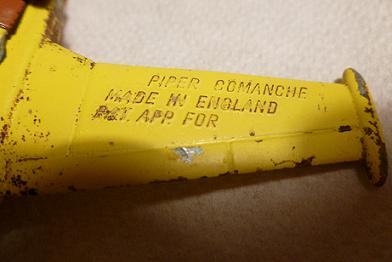 PIPER COMANCHE
MADE IN ENGLAND
PAT. APP FOR